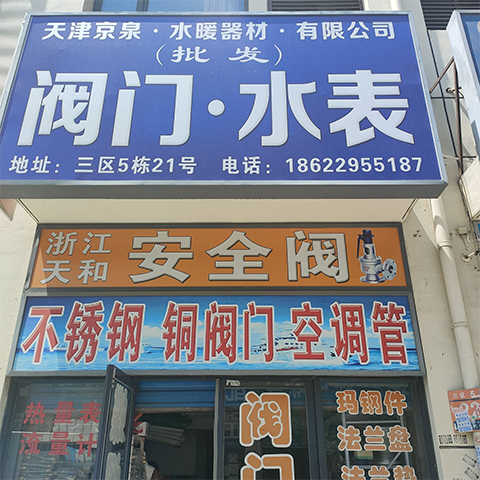 天津京泉·水暖器材·有限公司
(批发)
阀门·水表
地址：三区5栋21号 电话：18622955187
浙江
天和
安全阀
不锈钢 铜阀门 空调管
热量表
流量计
阀门
玛钢件
法兰盘
法兰垫